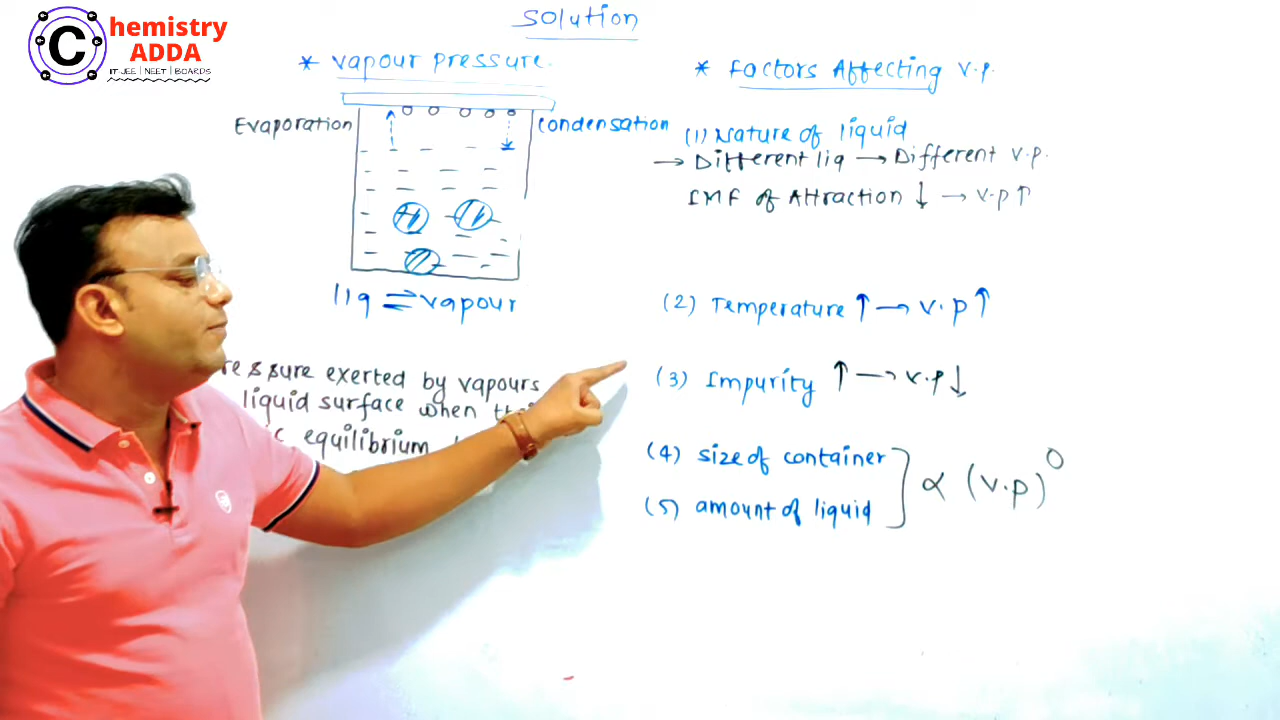 Chemistry
ADDA
IIT-JEE | NEET | BOARDS
Solution
* Vapour pressure.
Evaporation
Condensation
liq ⇌ vapour
pressure exerted by vapours
liquid surface when
equilibrium
* Factors Affecting v.p.
(1) Nature of liquid
→ Different liq → Different v.p.
IMF of Attraction ↓ → v.p ↑
(2) Temperature ↑ → v.p ↑
(3) Impurity ↑ → v.p ↓
(4) size of container
(5) amount of liquid
] ∝ (v.p)⁰